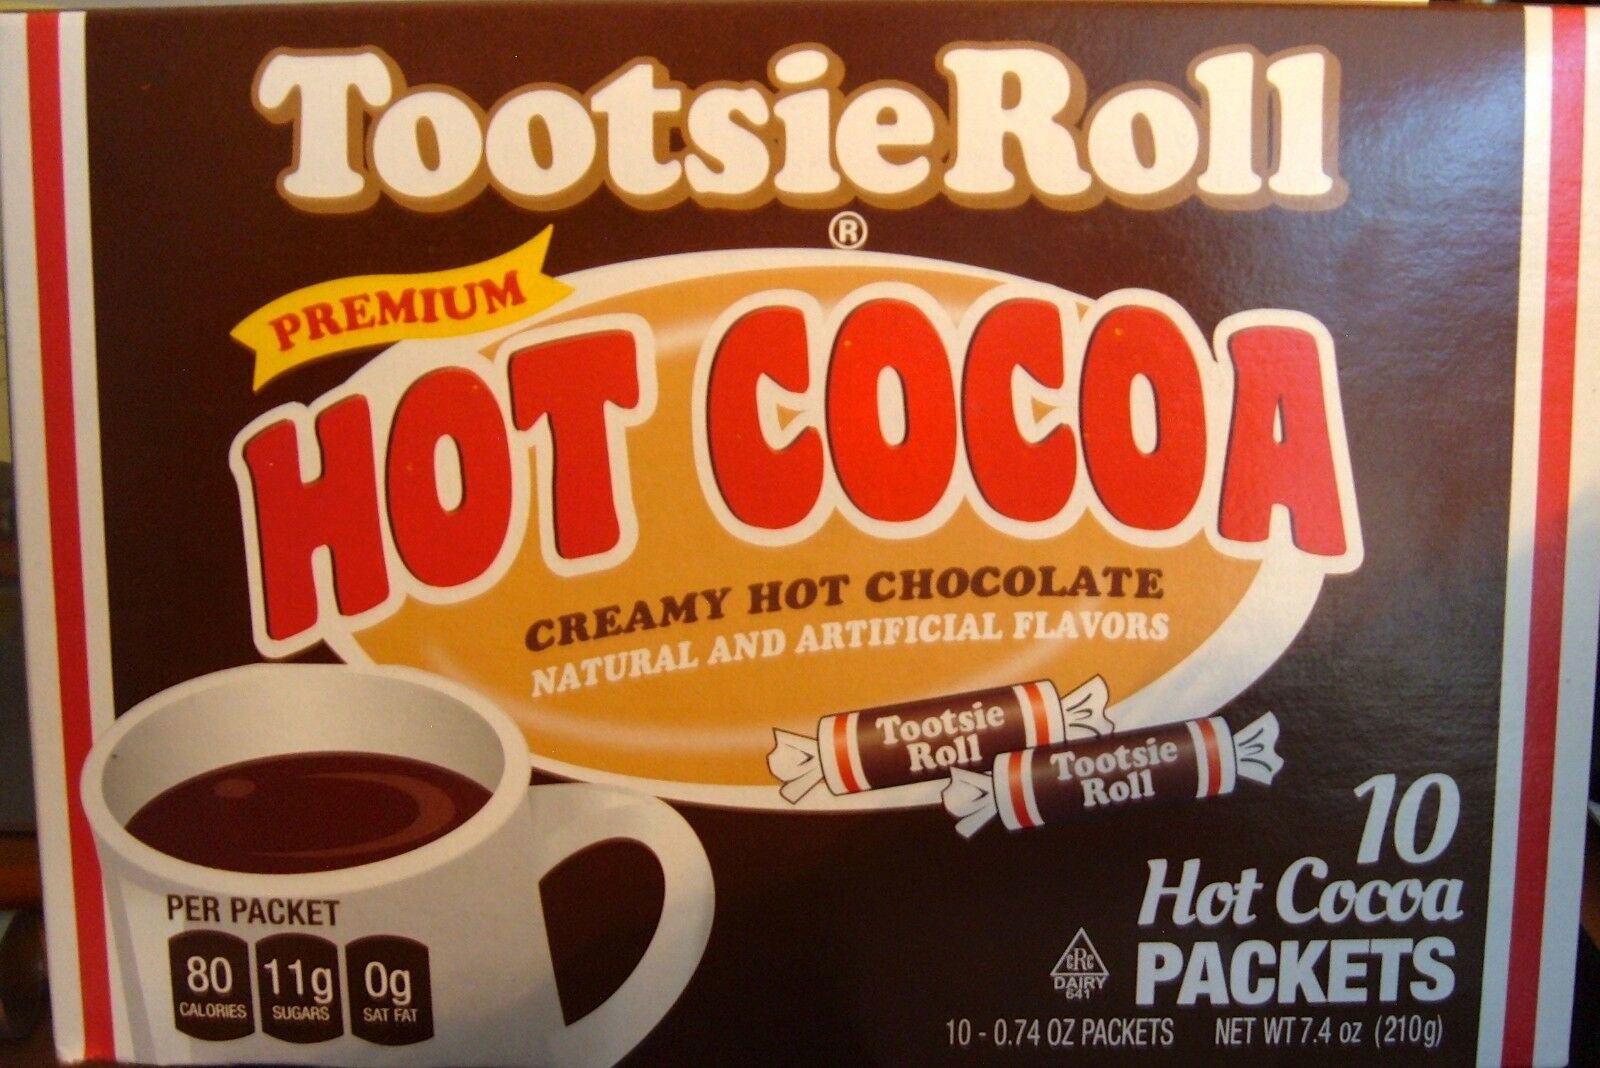 Tootsie Roll
®
PREMIUM
HOT COCOA
CREAMY HOT CHOCOLATE
NATURAL AND ARTIFICIAL FLAVORS
Tootsie
Roll
Tootsie
Roll
10
Hot Cocoa
PACKETS
PER PACKET
80
CALORIES
11g
SUGARS
0g
SAT FAT
cRc
DAIRY
641
10 - 0.74 OZ PACKETS NET WT 7.4 oz (210g)